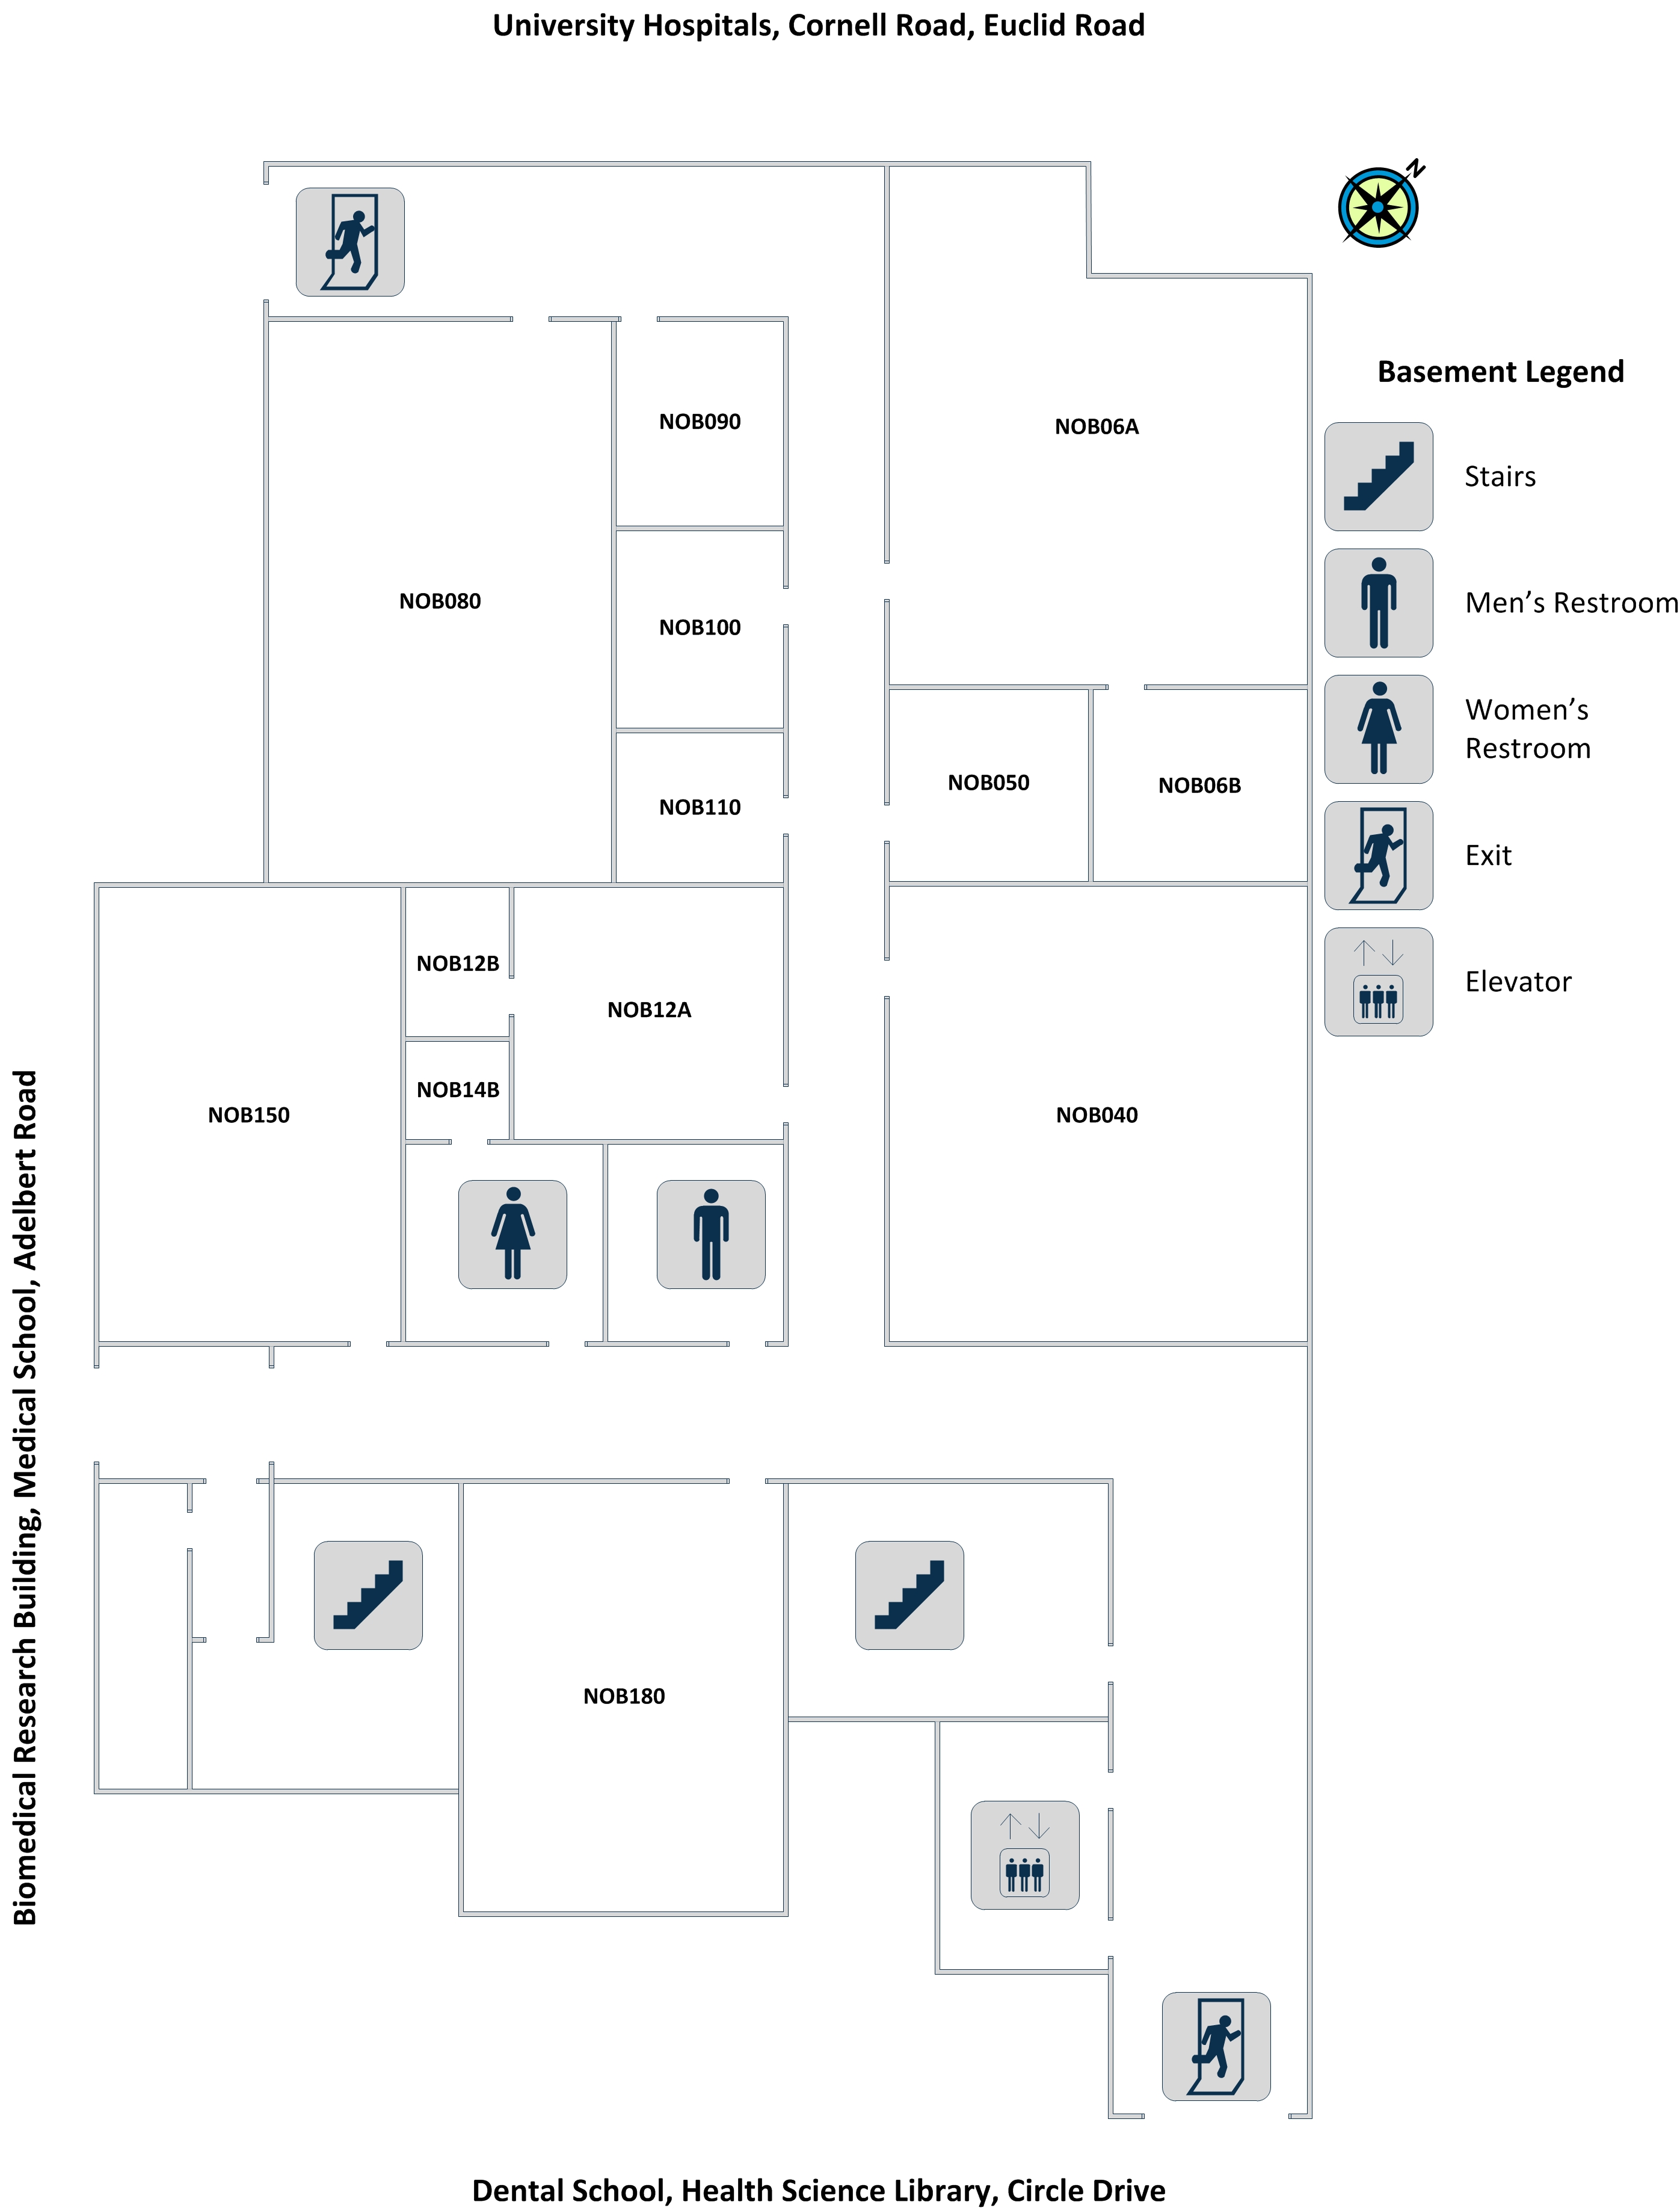 University Hospitals, Cornell Road, Euclid Road
N
Basement Legend
Stairs
Men’s Restroom
Women’s
Restroom
Exit
Elevator
NOB090
NOB06A
NOB080
NOB100
NOB050
NOB06B
NOB110
NOB12B
NOB12A
NOB14B
NOB150
NOB040
NOB180
Biomedical Research Building, Medical School, Adelbert Road
Dental School, Health Science Library, Circle Drive